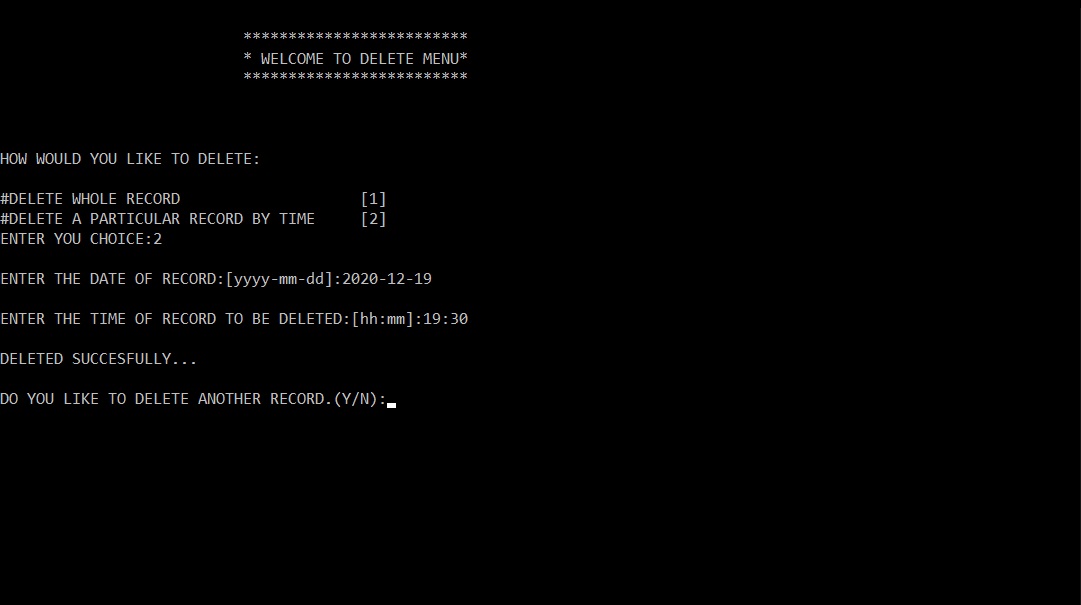 *************************
* WELCOME TO DELETE MENU*
*************************
HOW WOULD YOU LIKE TO DELETE:
#DELETE WHOLE RECORD                    [1]
#DELETE A PARTICULAR RECORD BY TIME     [2]
ENTER YOU CHOICE:2
ENTER THE DATE OF RECORD:[yyyy-mm-dd]:2020-12-19
ENTER THE TIME OF RECORD TO BE DELETED:[hh:mm]:19:30
DELETED SUCCESFULLY...
DO YOU LIKE TO DELETE ANOTHER RECORD.(Y/N):